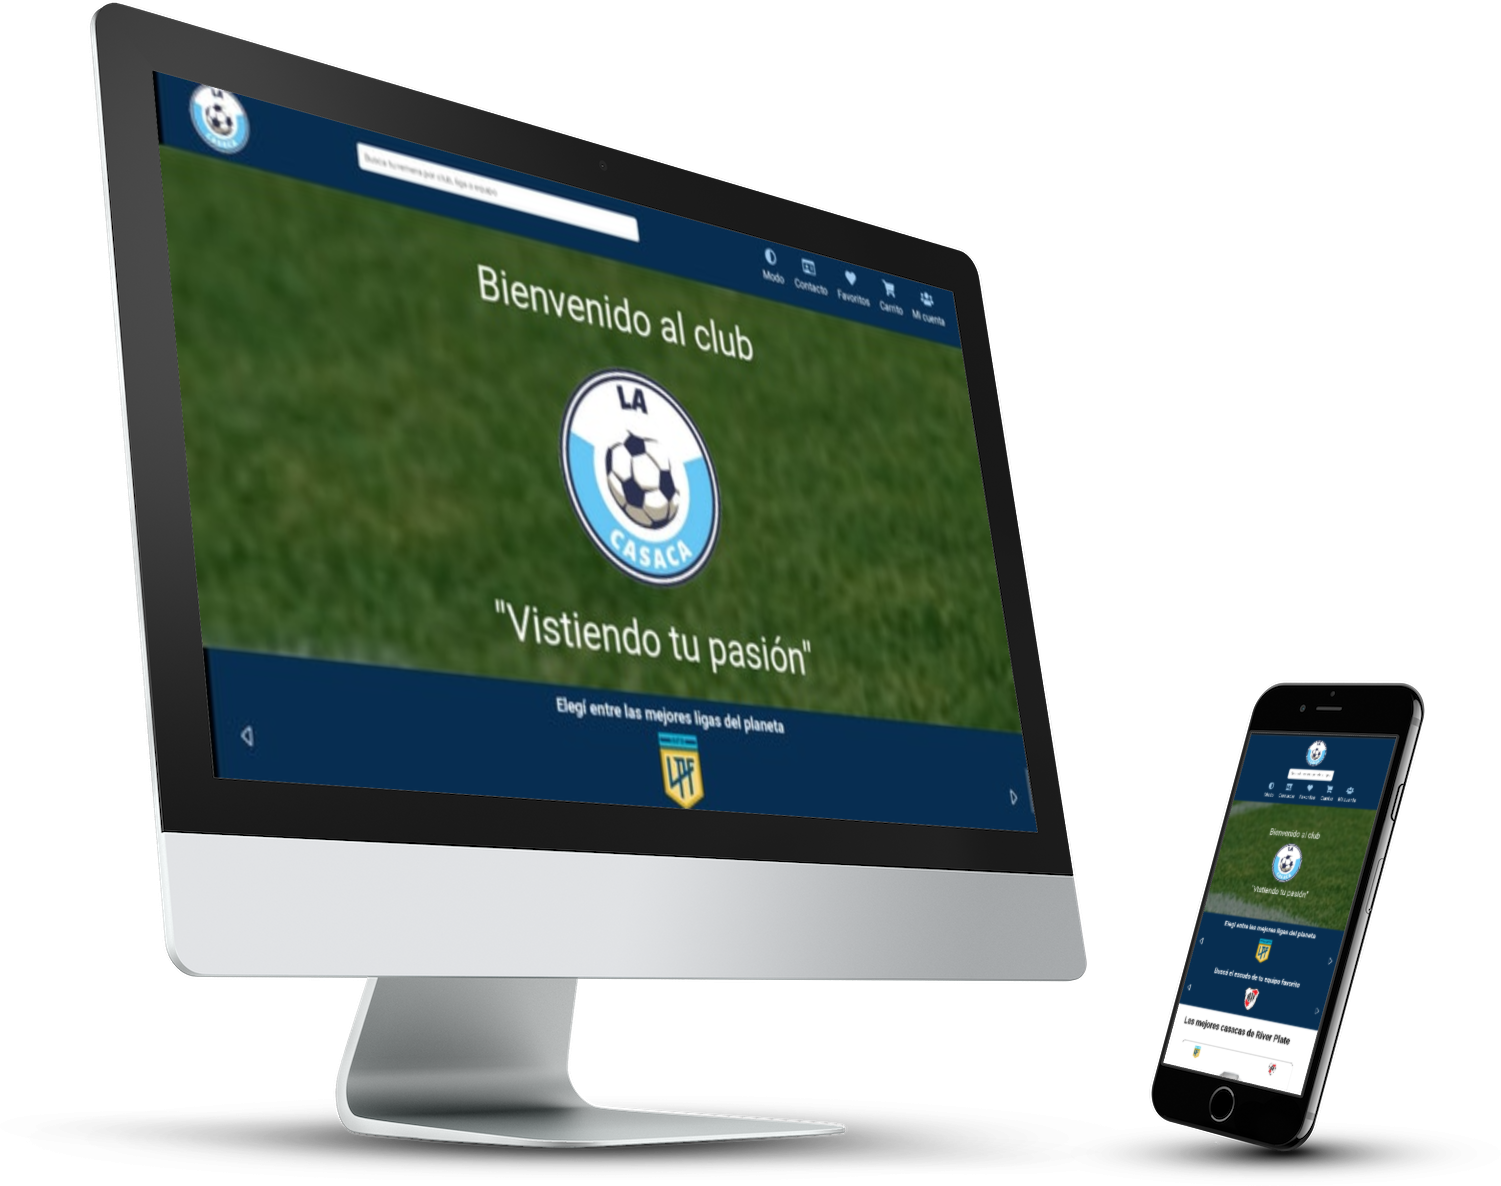 LA
CASACA
Busca tu remera por club, liga o equipo
Modo
Contacto
Favoritos
Carrito
Mi cuenta
Bienvenido al club
LA
CASACA
"Vistiendo tu pasión"
Elegí entre las mejores ligas del planeta
LPF
LA
Modo
Contacto
Favoritos
Carrito
Mi cuenta
Bienvenido al club
LA
CASACA
"Vistiendo tu pasión"
Elegí entre las mejores ligas del planeta
LPF
Buscá el escudo de tu equipo favorito
Las mejores casacas de River Plate